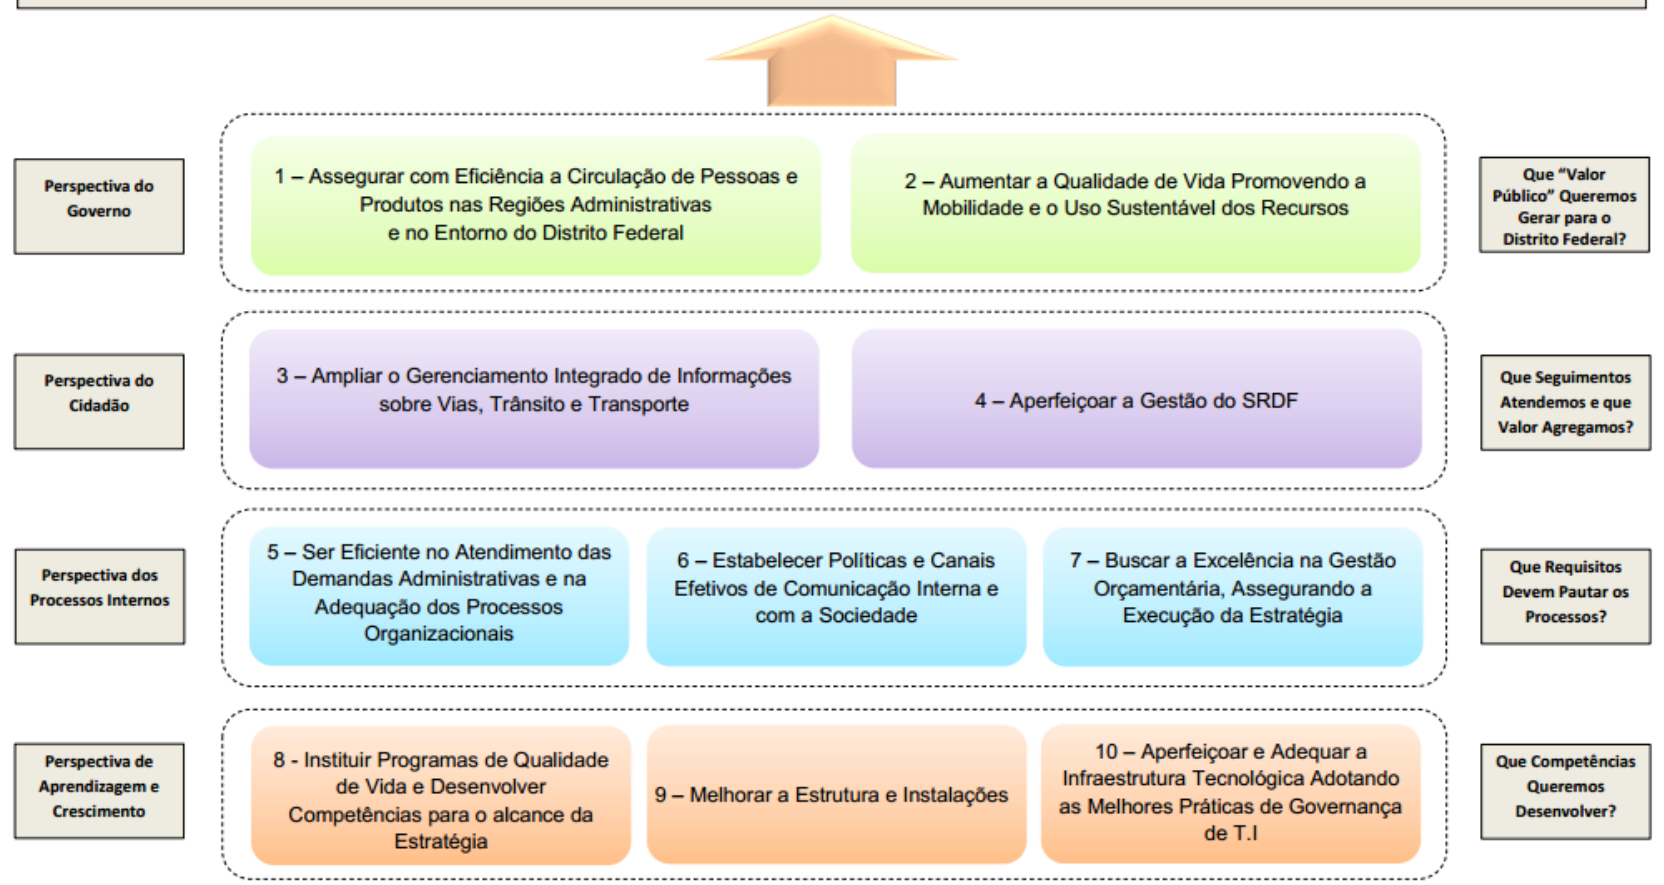 Perspectiva do
Governo
1 – Assegurar com Eficiência a Circulação de Pessoas e
Produtos nas Regiões Administrativas
e no Entorno do Distrito Federal
2 – Aumentar a Qualidade de Vida Promovendo a
Mobilidade e o Uso Sustentável dos Recursos
Que “Valor
Público” Queremos
Gerar para o
Distrito Federal?
Perspectiva do
Cidadão
3 – Ampliar o Gerenciamento Integrado de Informações
sobre Vias, Trânsito e Transporte
4 – Aperfeiçoar a Gestão do SRDF
Que Seguimentos
Atendemos e que
Valor Agregamos?
Perspectiva dos
Processos Internos
5 – Ser Eficiente no Atendimento das
Demandas Administrativas e na
Adequação dos Processos
Organizacionais
6 – Estabelecer Políticas e Canais
Efetivos de Comunicação Interna e
com a Sociedade
7 – Buscar a Excelência na Gestão
Orçamentária, Assegurando a
Execução da Estratégia
Que Requisitos
Devem Pautar os
Processos?
Perspectiva de
Aprendizagem e
Crescimento
8 - Instituir Programas de Qualidade
de Vida e Desenvolver
Competências para o alcance da
Estratégia
9 – Melhorar a Estrutura e Instalações
10 – Aperfeiçoar e Adequar a
Infraestrutura Tecnológica Adotando
as Melhores Práticas de Governança
de T.I
Que Competências
Queremos
Desenvolver?